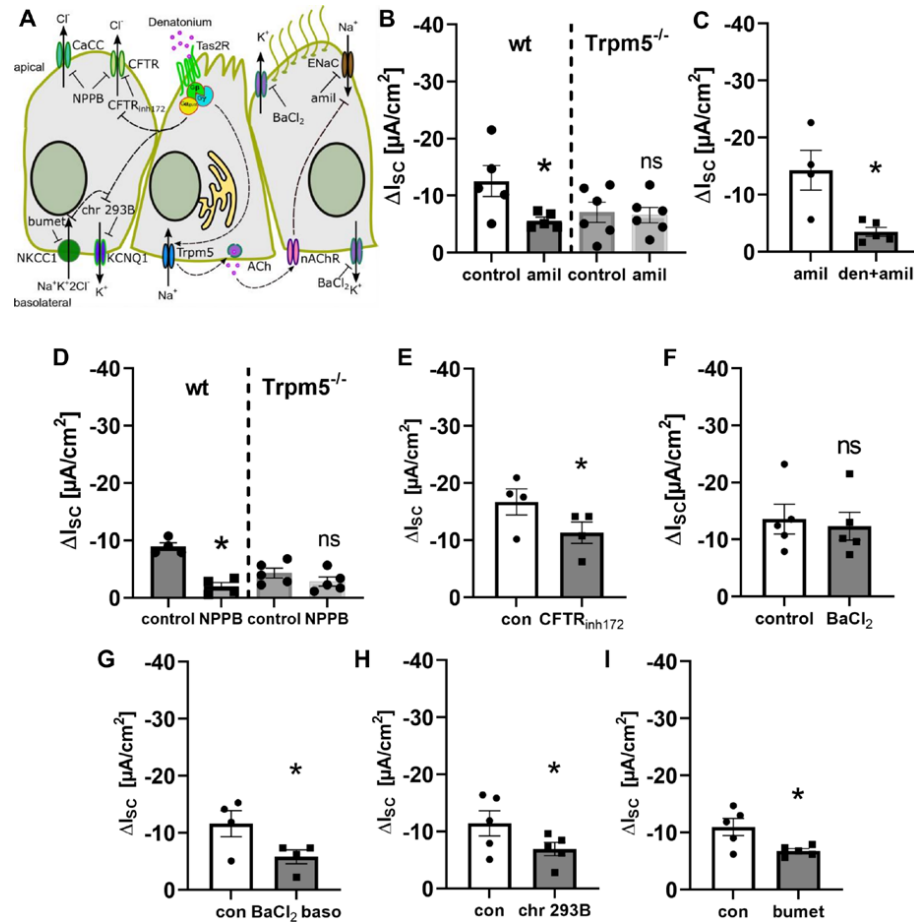 A
Cl-
Cl-
CaCC
CFTR
apical
NPPB
CFTRinh172
bumet
chr 293B
NKCC1
KCNQ1
Na+K+2Cl-
K+
basolateral
Denatonium
Tas2R
Trpm5
ACh
Na+
K+
Na+
ENaC
amil
BaCl2
nAChR
BaCl2
K+
B
wt
Trpm5-/-
ΔISC [µA/cm2]
-40
-30
-20
-10
0
*
ns
control amil control amil
C
ΔISC [µA/cm2]
-40
-30
-20
-10
0
*
amil den+amil
D
wt
Trpm5-/-
ΔISC [µA/cm2]
-40
-30
-20
-10
0
*
ns
control NPPB control NPPB
E
ΔISC [µA/cm2]
-40
-30
-20
-10
0
*
con CFTRinh172
F
ΔISC[µA/cm2]
-40
-30
-20
-10
0
ns
control BaCl2
G
ΔISC [µA/cm2]
-40
-30
-20
-10
0
*
con BaCl2 baso
H
ΔISC [µA/cm2]
-40
-30
-20
-10
0
*
con chr 293B
I
ΔISC [µA/cm2]
-40
-30
-20
-10
0
*
con bumet